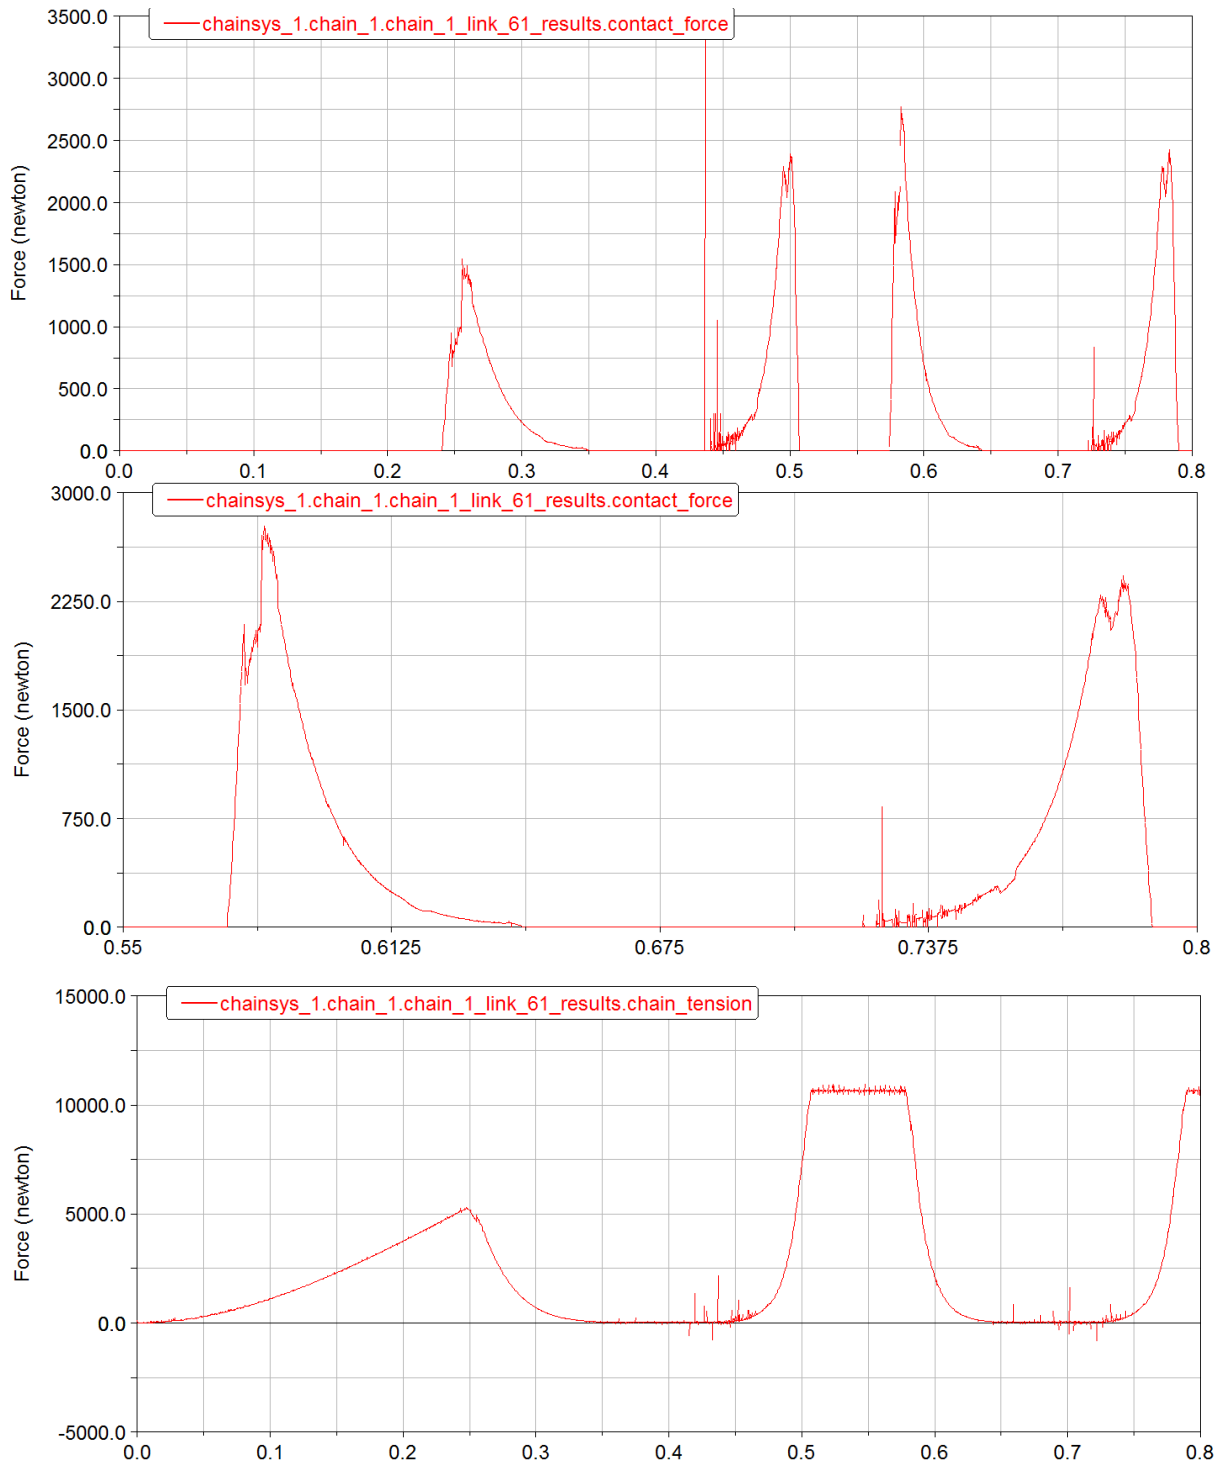 chainsys_1.chain_1.chain_1_link_61_results.contact_force
3500.0
3000.0
2500.0
2000.0
1500.0
1000.0
500.0
0.0
Force (newton)
0.0 0.1 0.2 0.3 0.4 0.5 0.6 0.7 0.8
chainsys_1.chain_1.chain_1_link_61_results.contact_force
3000.0
2250.0
1500.0
750.0
0.0
Force (newton)
0.55 0.6125 0.675 0.7375 0.8
chainsys_1.chain_1.chain_1_link_61_results.chain_tension
15000.0
10000.0
5000.0
0.0
-5000.0
Force (newton)
0.0 0.1 0.2 0.3 0.4 0.5 0.6 0.7 0.8